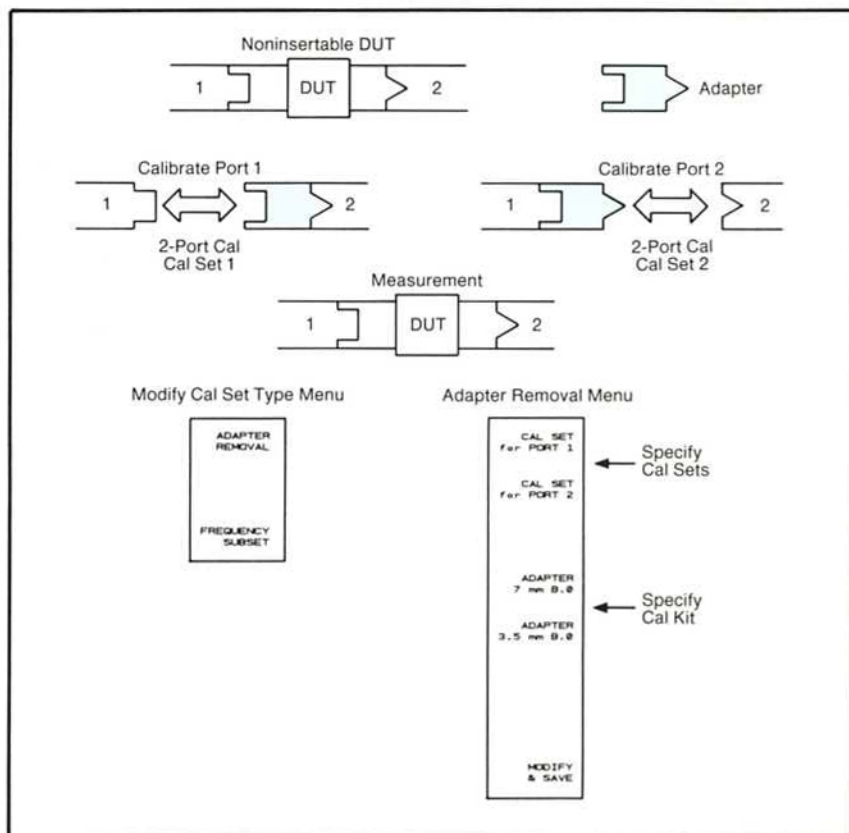 Noninsertable DUT
1
DUT
2
Adapter
Calibrate Port 1
1
2
2-Port Cal
Cal Set 1
Calibrate Port 2
1
2
2-Port Cal
Cal Set 2
Measurement
1
DUT
2
Modify Cal Set Type Menu
ADAPTER
REMOVAL
FREQUENCY
SUBSET
Adapter Removal Menu
CAL SET
for PORT 1
CAL SET
for PORT 2
Specify
Cal Sets
ADAPTER
7 mm B.0
ADAPTER
3.5 mm B.0
Specify
Cal Kit
MODIFY
& SAVE